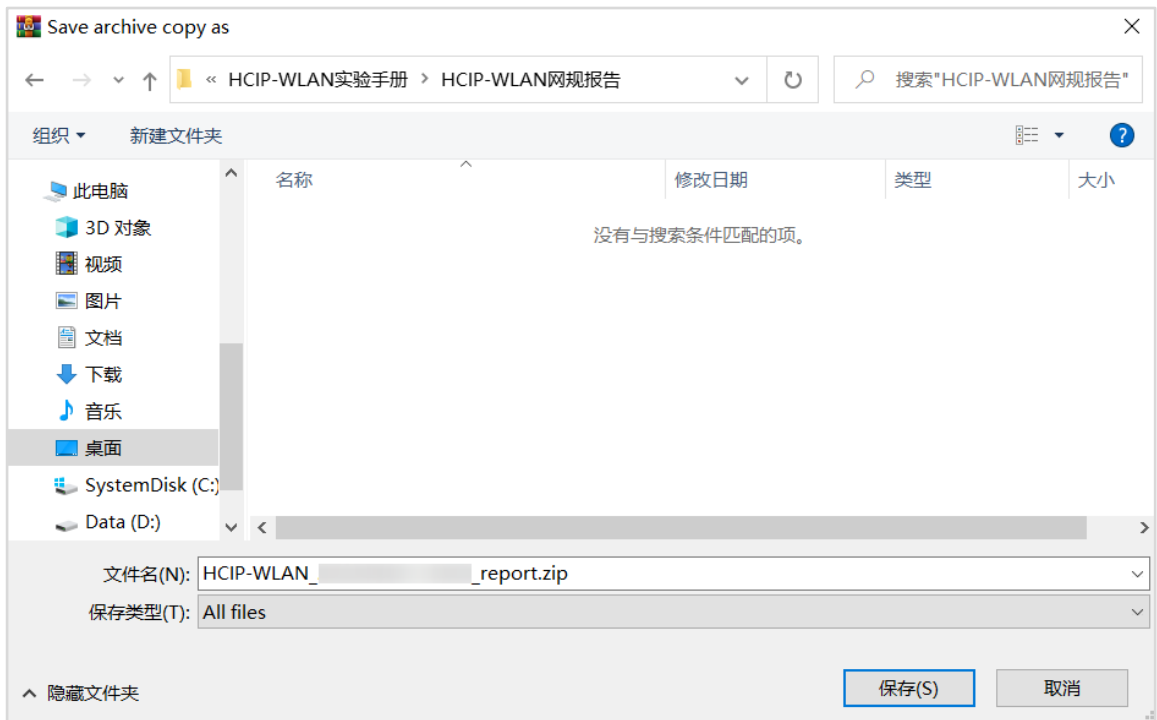 Save archive copy as
« HCIP-WLAN实验手册 > HCIP-WLAN网规报告
搜索"HCIP-WLAN网规报告"
组织 新建文件夹
名称 修改日期 类型 大小
没有与搜索条件匹配的项。
此电脑
3D 对象
视频
图片
文档
下载
音乐
桌面
SystemDisk (C:)
Data (D:)
文件名(N): HCIP-WLAN_ _report.zip
保存类型(T): All files
隐藏文件夹
保存(S) 取消